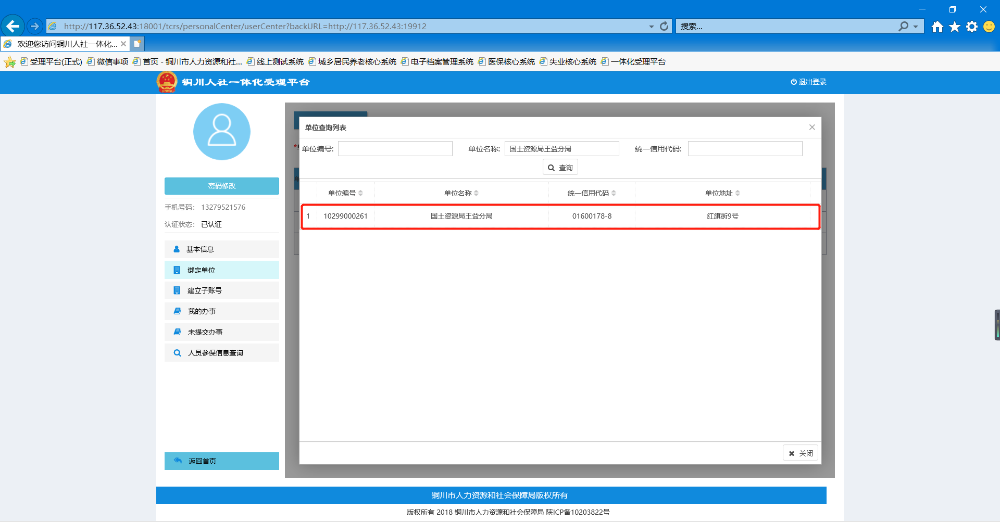 http://117.36.52.43:18001/tcrs/personalCenter/userCenter?backURL=http://117.36.52.43:19912
搜索...
欢迎您访问铜川人社一体化...
受理平台(正式) 微信事项 首页 - 铜川市人力资源和社... 线上测试系统 城乡居民养老核心系统 电子档案管理系统 医保核心系统 失业核心系统 一体化受理平台
铜川人社一体化受理平台
退出登录
密码修改
手机号码: 13279521576
认证状态: 已认证
基本信息
绑定单位
建立子账号
我的办事
未提交办事
人员参保信息查询
返回首页
单位查询列表
单位编号: 单位名称: 国土资源局王益分局 统一信用代码:
查询
单位编号 单位名称 统一信用代码 单位地址
1 10299000261 国土资源局王益分局 01600178-8 红旗街9号
关闭
铜川市人力资源和社会保障局版权所有
版权所有 2018 铜川市人力资源和社会保障局 陕ICP备10203822号